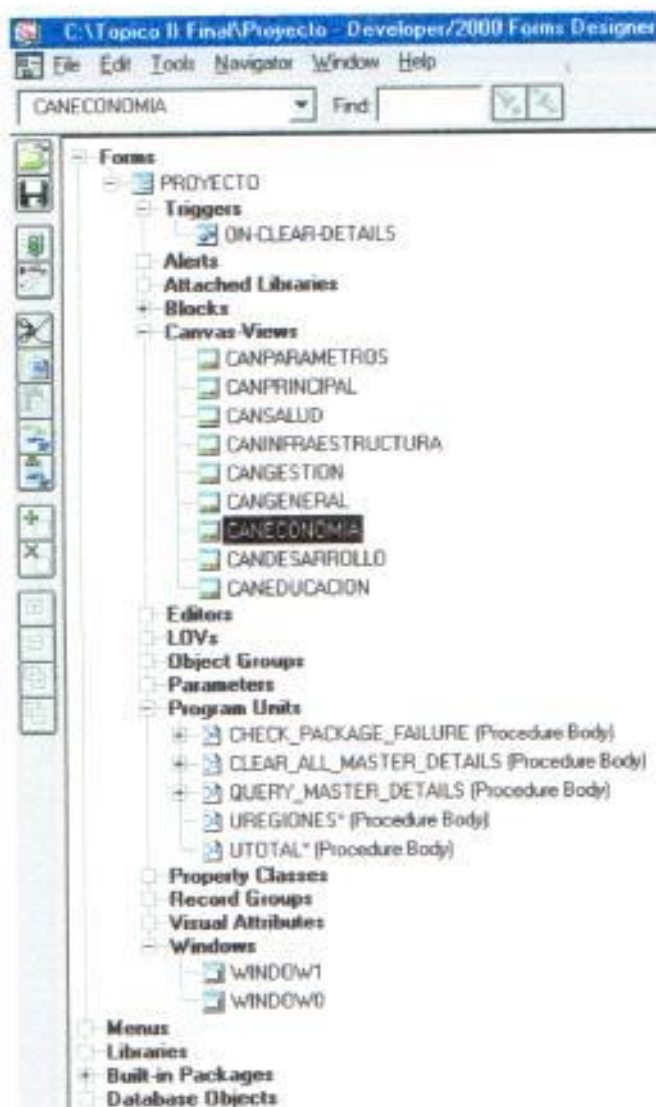 C:\Topico II Final\Proyecto - Developer/2000 Forms Designer
File Edit Tools Navigator Window Help
CANECONOMIA Find:
Forms
PROYECTO
Triggers
ON-CLEAR-DETAILS
Alerts
Attached Libraries
Blocks
Canvas-Views
CANPARAMETROS
CANPRINCIPAL
CANSALUD
CANINFRAESTRUCTURA
CANGESTION
CANGENERAL
CANECONOMIA
CANDESARROLLO
CANEDUCACION
Editors
LOVs
Object Groups
Parameters
Program Units
CHECK_PACKAGE_FAILURE (Procedure Body)
CLEAR_ALL_MASTER_DETAILS (Procedure Body)
QUERY_MASTER_DETAILS (Procedure Body)
UREGIONES* (Procedure Body)
UTOTAL* (Procedure Body)
Property Classes
Record Groups
Visual Attributes
Windows
WINDOW1
WINDOW0
Menus
Libraries
Built-in Packages
Database Objects